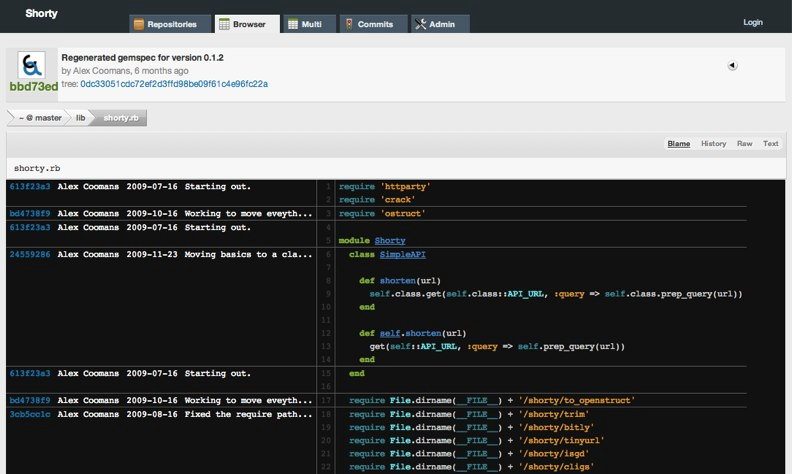 Shorty
Repositories Browser Multi Commits Admin Login
Regenerated gemspec for version 0.1.2
by Alex Coomans, 6 months ago
bbd73ed tree: 0dc33051cdc72ef2d3ffd98be09f61c4e96fc22a
~ @ master lib shorty.rb
Blame History Raw Text
shorty.rb
613f23a3 Alex Coomans 2009-07-16 Starting out. 1 require 'httparty'
2 require 'crack'
bd4738f9 Alex Coomans 2009-10-16 Working to move eveyth... 3 require 'ostruct'
613f23a3 Alex Coomans 2009-07-16 Starting out. 4
5 module Shorty
24559286 Alex Coomans 2009-11-23 Moving basics to a cla... 6 class SimpleAPI
7
8 def shorten(url)
9 self.class.get(self.class::API_URL, :query => self.class.prep_query(url))
10 end
11
12 def self.shorten(url)
13 get(self::API_URL, :query => self.prep_query(url))
14 end
613f23a3 Alex Coomans 2009-07-16 Starting out. 15 end
16
bd4738f9 Alex Coomans 2009-10-16 Working to move eveyth... 17 require File.dirname(__FILE__) + '/shorty/to_openstruct'
3cb5cc1c Alex Coomans 2009-08-16 Fixed the require path... 18 require File.dirname(__FILE__) + '/shorty/trim'
19 require File.dirname(__FILE__) + '/shorty/bitly'
20 require File.dirname(__FILE__) + '/shorty/tinyurl'
21 require File.dirname(__FILE__) + '/shorty/isgd'
22 require File.dirname(__FILE__) + '/shorty/cligs'